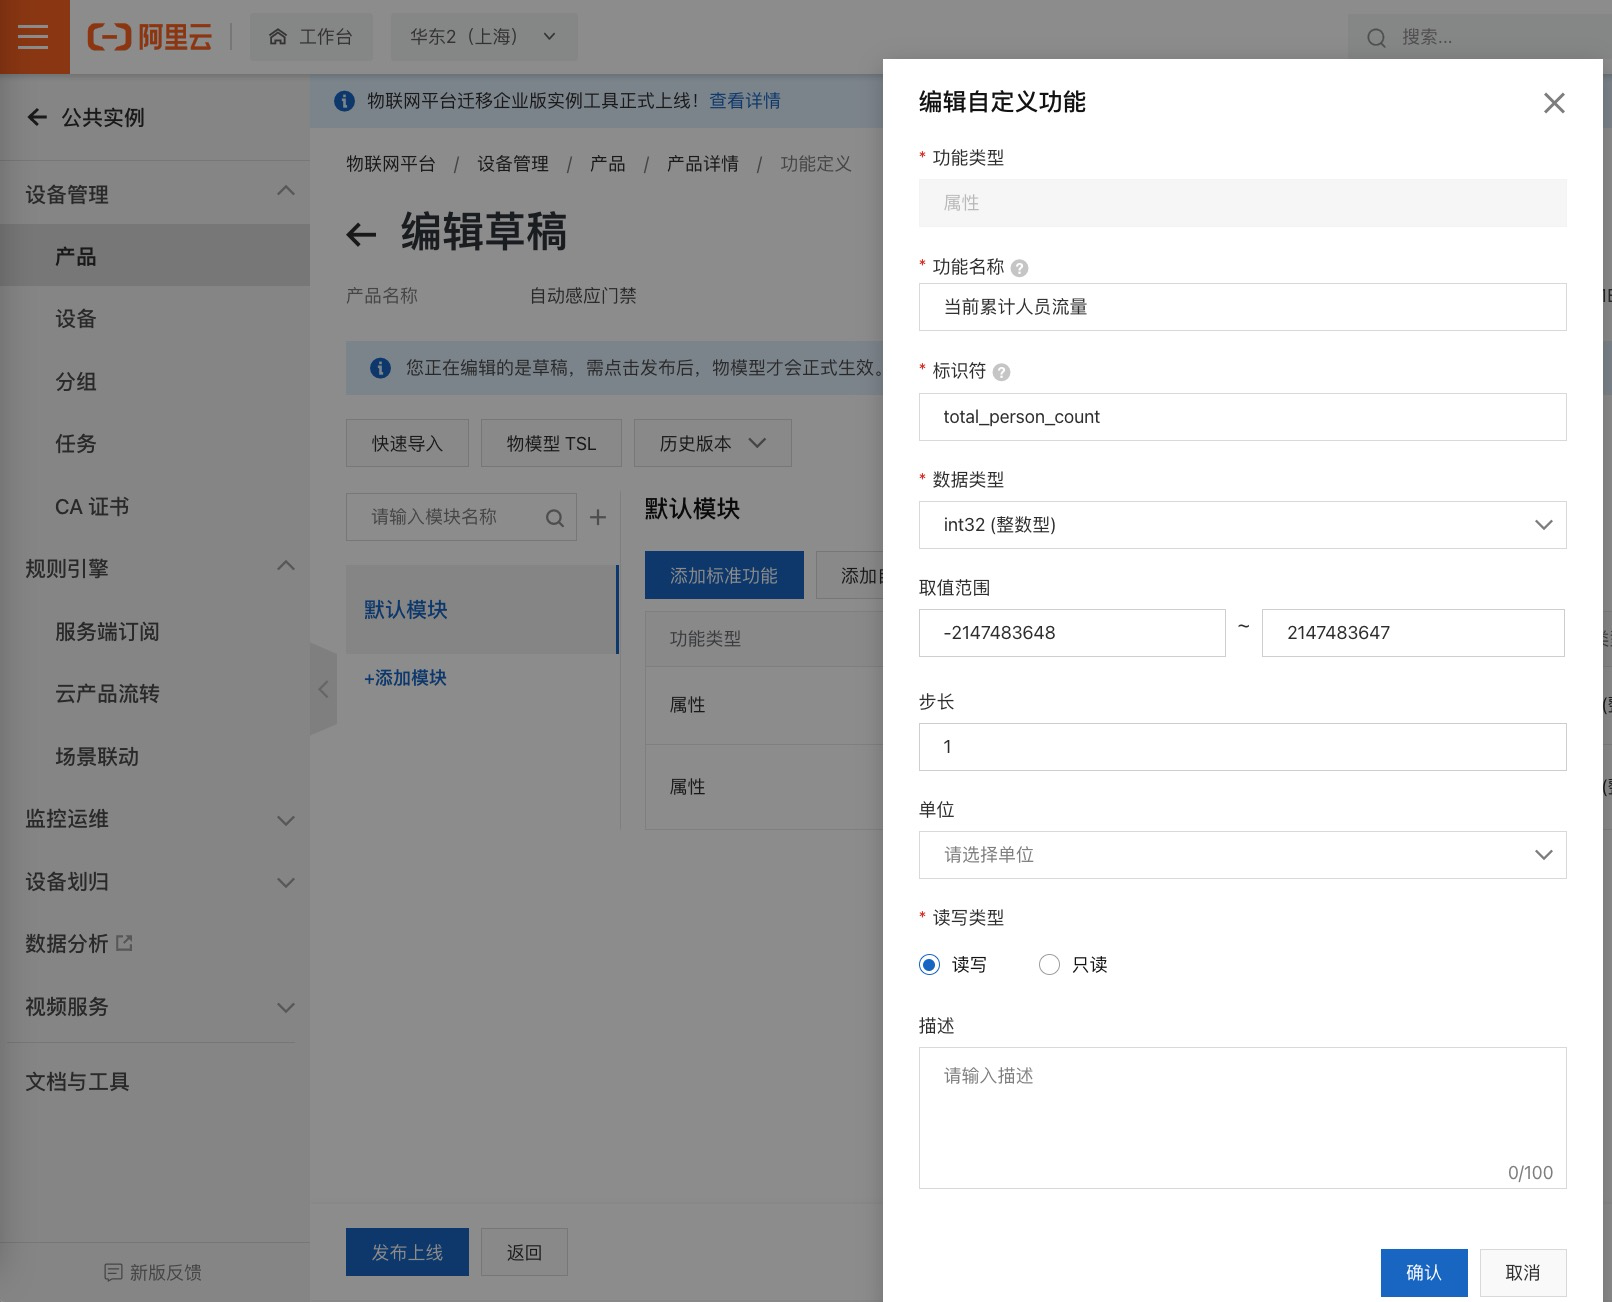 阿里云
工作台
华东2（上海）
搜索...
公共实例
设备管理
产品
设备
分组
任务
CA 证书
规则引擎
服务端订阅
云产品流转
场景联动
监控运维
设备划归
数据分析
视频服务
文档与工具
新版反馈
物联网平台迁移企业版实例工具正式上线！查看详情
物联网平台 / 设备管理 / 产品 / 产品详情 / 功能定义
编辑草稿
产品名称 自动感应门禁
您正在编辑的是草稿，需点击发布后，物模型才会正式生效。
快速导入 物模型 TSL 历史版本
请输入模块名称
默认模块
+添加模块
默认模块
添加标准功能 添加
功能类型
属性
属性
发布上线 返回
编辑自定义功能
* 功能类型
属性
* 功能名称
当前累计人员流量
* 标识符
total_person_count
* 数据类型
int32 (整数型)
取值范围
-2147483648 ~ 2147483647
步长
1
单位
请选择单位
* 读写类型
读写 只读
描述
请输入描述
0/100
确认 取消